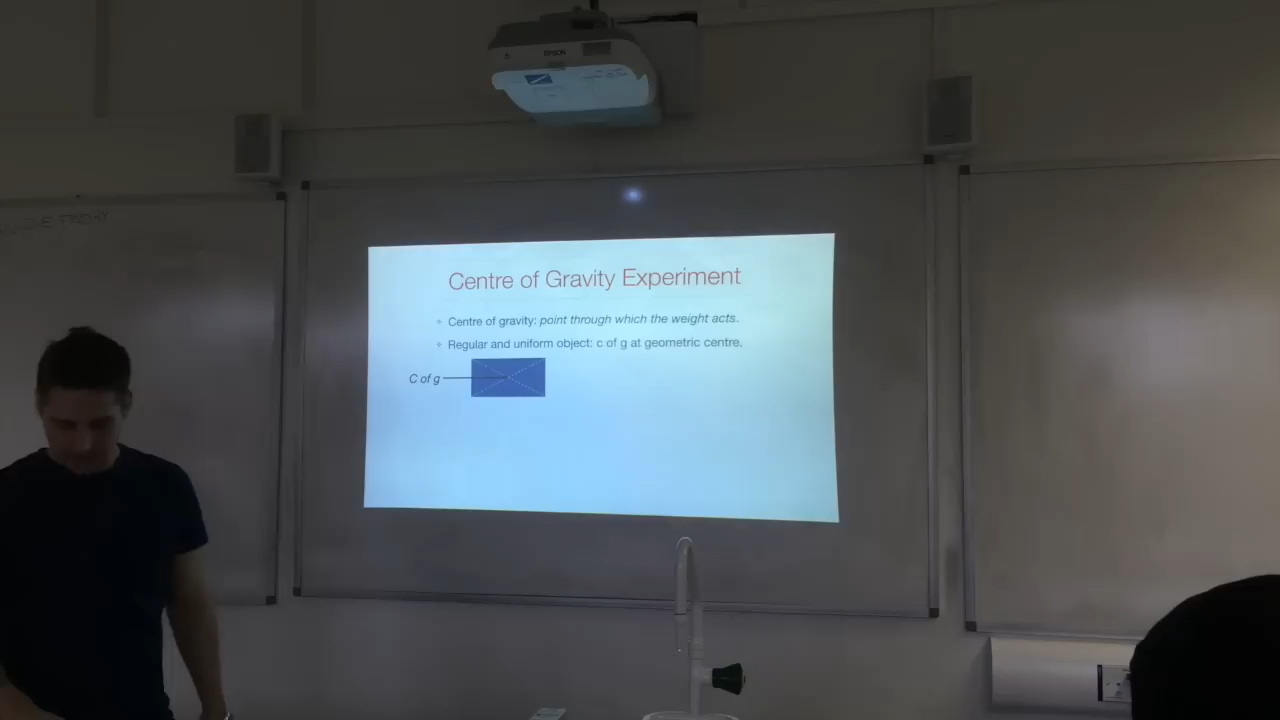 EPSON
Centre of Gravity Experiment
Centre of gravity: point through which the weight acts.
Regular and uniform object: c of g at geometric centre.
C of g